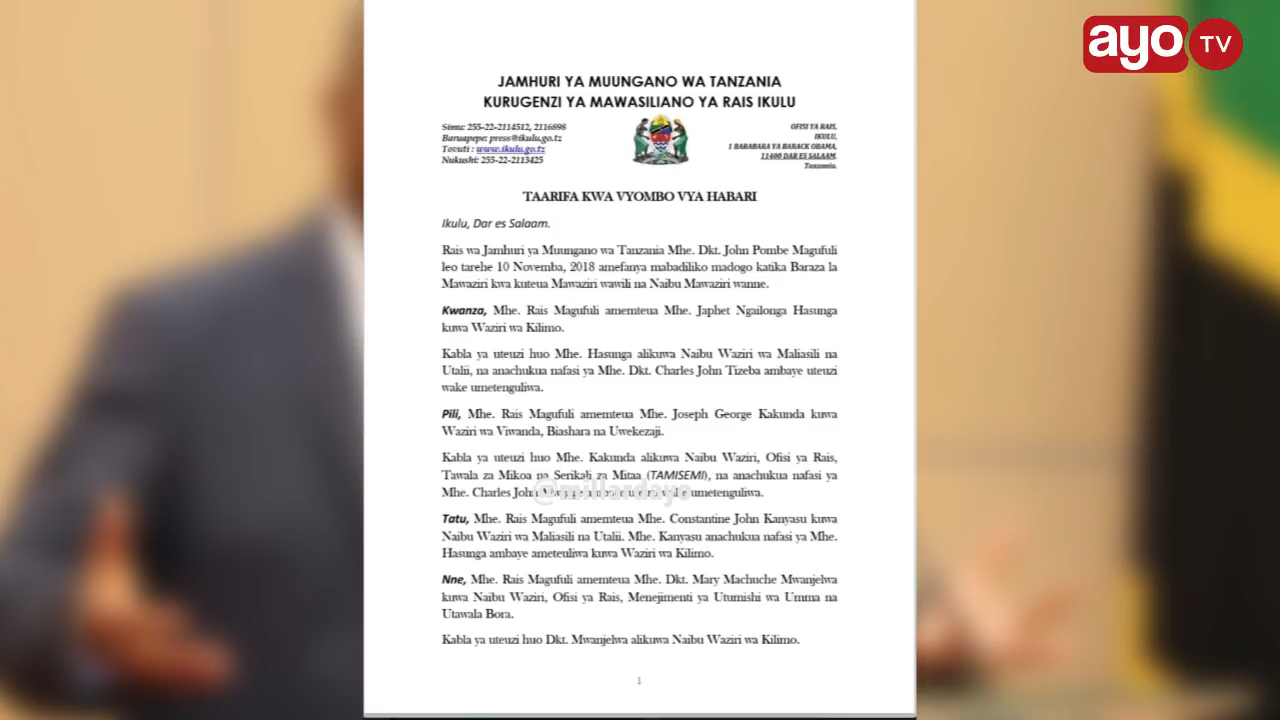 ayo TV
JAMHURI YA MUUNGANO WA TANZANIA
KURUGENZI YA MAWASILIANO YA RAIS IKULU
Simu: 255-22-2114512, 2116898
Baruapepe: press@ikulu.go.tz
Tovuti : www.ikulu.go.tz
Nukushi: 255-22-2113425
OFISI YA RAIS,
IKULU,
1 BARABARA YA BARACK OBAMA,
11400 DAR ES SALAAM.
Tanzania.
TAARIFA KWA VYOMBO VYA HABARI
Ikulu, Dar es Salaam.
Rais wa Jamhuri ya Muungano wa Tanzania Mhe. Dkt. John Pombe Magufuli
leo tarehe 10 Novemba, 2018 amefanya mabadiliko madogo katika Baraza la
Mawaziri kwa kuteua Mawaziri wawili na Naibu Mawaziri wanne.
Kwanza, Mhe. Rais Magufuli amemteua Mhe. Japhet Ngailonga Hasunga
kuwa Waziri wa Kilimo.
Kabla ya uteuzi huo Mhe. Hasunga alikuwa Naibu Waziri wa Maliasili na
Utalii, na anachukua nafasi ya Mhe. Dkt. Charles John Tizeba ambaye uteuzi
wake umetenguliwa.
Pili, Mhe. Rais Magufuli amemteua Mhe. Joseph George Kakunda kuwa
Waziri wa Viwanda, Biashara na Uwekezaji.
Kabla ya uteuzi huo Mhe. Kakunda alikuwa Naibu Waziri, Ofisi ya Rais,
Tawala za Mikoa na Serikali za Mitaa (TAMISEMI), na anachukua nafasi ya
Mhe. Charles John umetenguliwa.
@millardayo
Tatu, Mhe. Rais Magufuli amemteua Mhe. Constantine John Kanyasu kuwa
Naibu Waziri wa Maliasili na Utalii. Mhe. Kanyasu anachukua nafasi ya Mhe.
Hasunga ambaye ameteuliwa kuwa Waziri wa Kilimo.
Nne, Mhe. Rais Magufuli amemteua Mhe. Dkt. Mary Machuche Mwanjelwa
kuwa Naibu Waziri, Ofisi ya Rais, Menejimenti ya Utumishi wa Umma na
Utawala Bora.
Kabla ya uteuzi huo Dkt. Mwanjelwa alikuwa Naibu Waziri wa Kilimo.
1